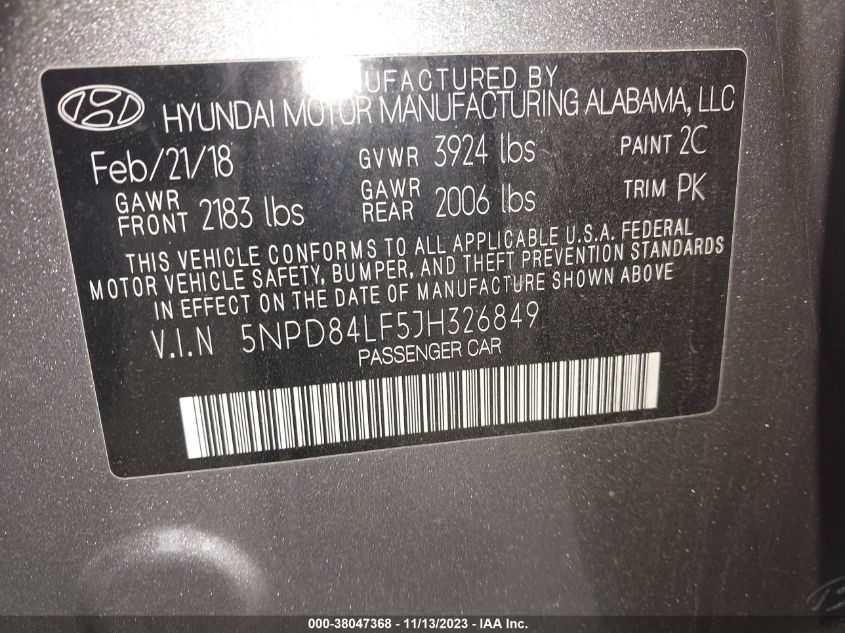 UFACTURED BY
HYUNDAI MOTOR MANUFACTURING ALABAMA, LLC
Feb/21/18 GVWR 3924 lbs PAINT 2C
GAWR FRONT 2183 lbs GAWR REAR 2006 lbs TRIM PK
THIS VEHICLE CONFORMS TO ALL APPLICABLE U.S.A. FEDERAL
MOTOR VEHICLE SAFETY, BUMPER, AND THEFT PREVENTION STANDARDS
IN EFFECT ON THE DATE OF MANUFACTURE SHOWN ABOVE
V.I.N 5NPD84LF5JH326849
PASSENGER CAR
000-38047368 - 11/13/2023 - IAA Inc.